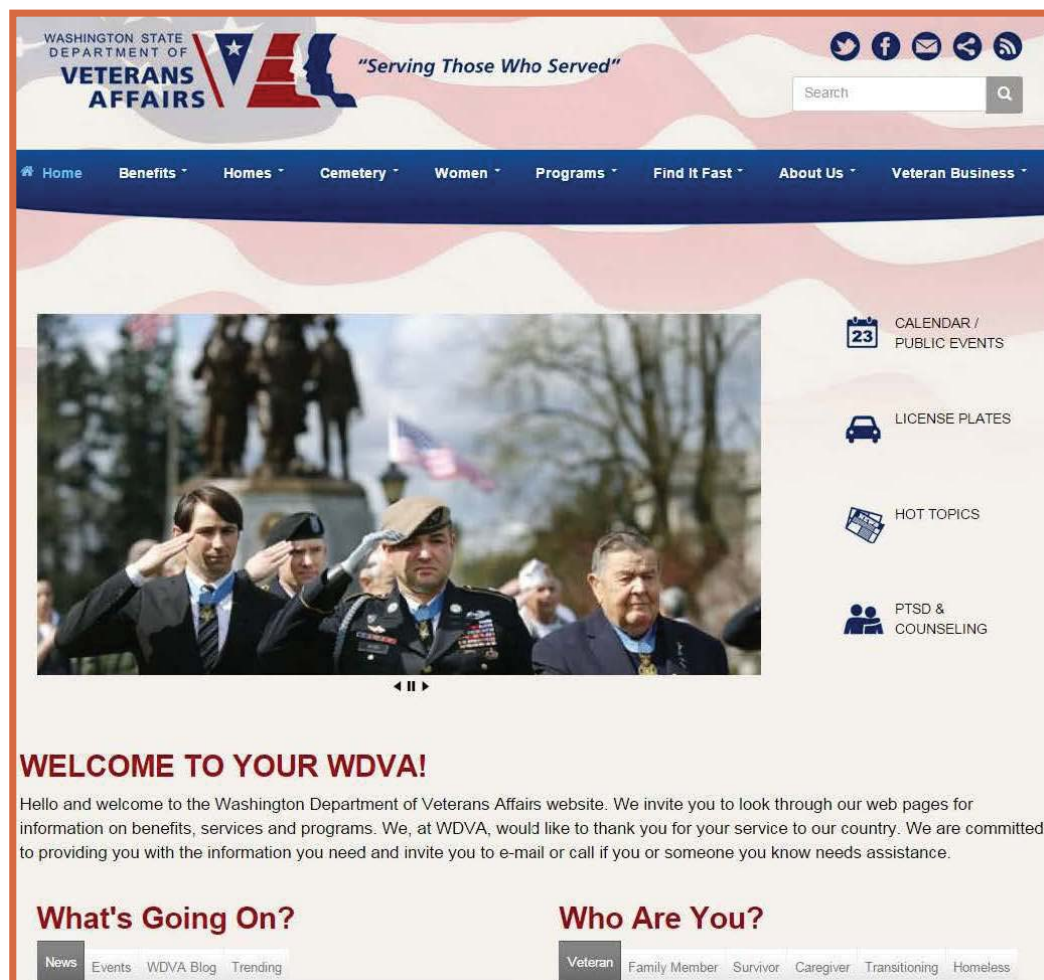 WASHINGTON STATE
DEPARTMENT OF
VETERANS
AFFAIRS
"Serving Those Who Served"
Search
Home Benefits Homes Cemetery Women Programs Find It Fast About Us Veteran Business
23
CALENDAR /
PUBLIC EVENTS
LICENSE PLATES
HOT TOPICS
PTSD &
COUNSELING
WELCOME TO YOUR WDVA!
Hello and welcome to the Washington Department of Veterans Affairs website. We invite you to look through our web pages for
information on benefits, services and programs. We, at WDVA, would like to thank you for your service to our country. We are committed
to providing you with the information you need and invite you to e-mail or call if you or someone you know needs assistance.
What's Going On?
News Events WDVA Blog Trending
Who Are You?
Veteran Family Member Survivor Caregiver Transitioning Homeless